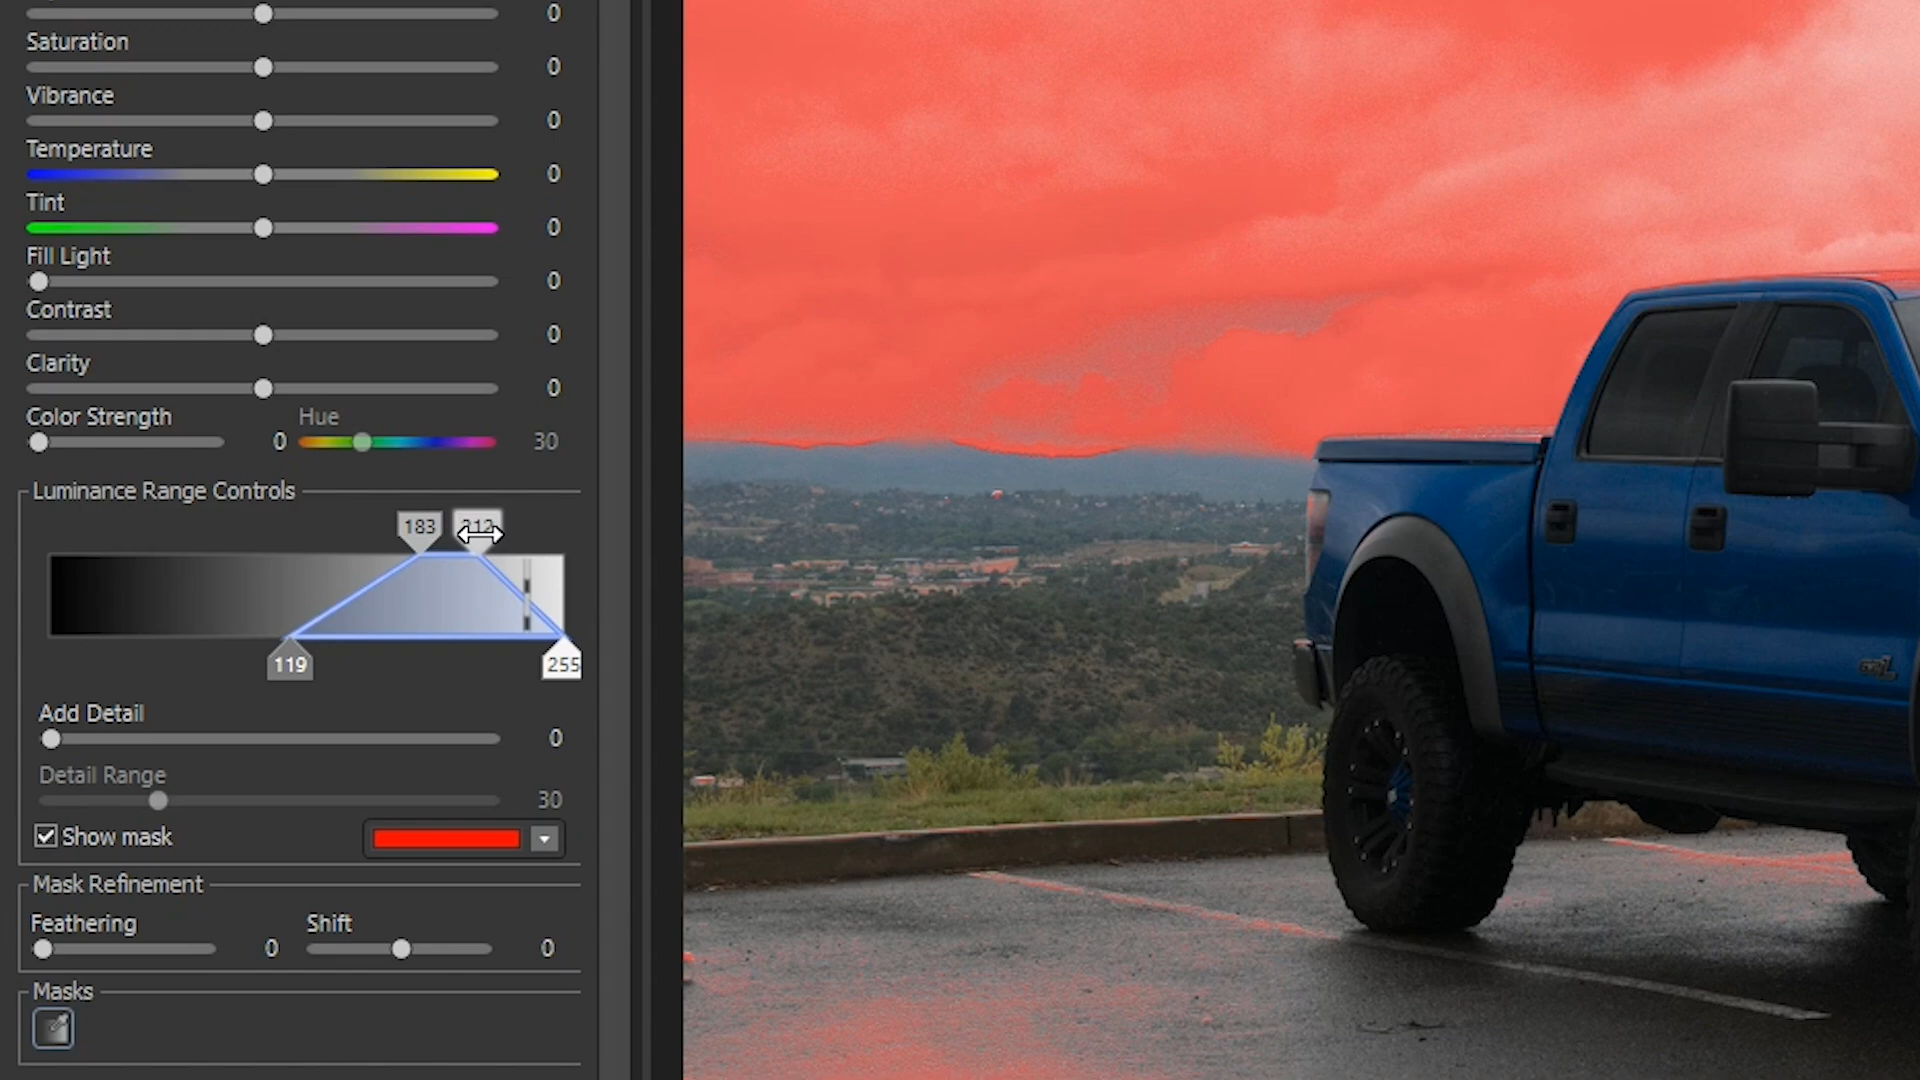 0
Saturation 0
Vibrance 0
Temperature 0
Tint 0
Fill Light 0
Contrast 0
Clarity 0
Color Strength 0 Hue 30
Luminance Range Controls
183 212
119 255
Add Detail 0
Detail Range 30
Show mask
Mask Refinement
Feathering 0 Shift 0
Masks